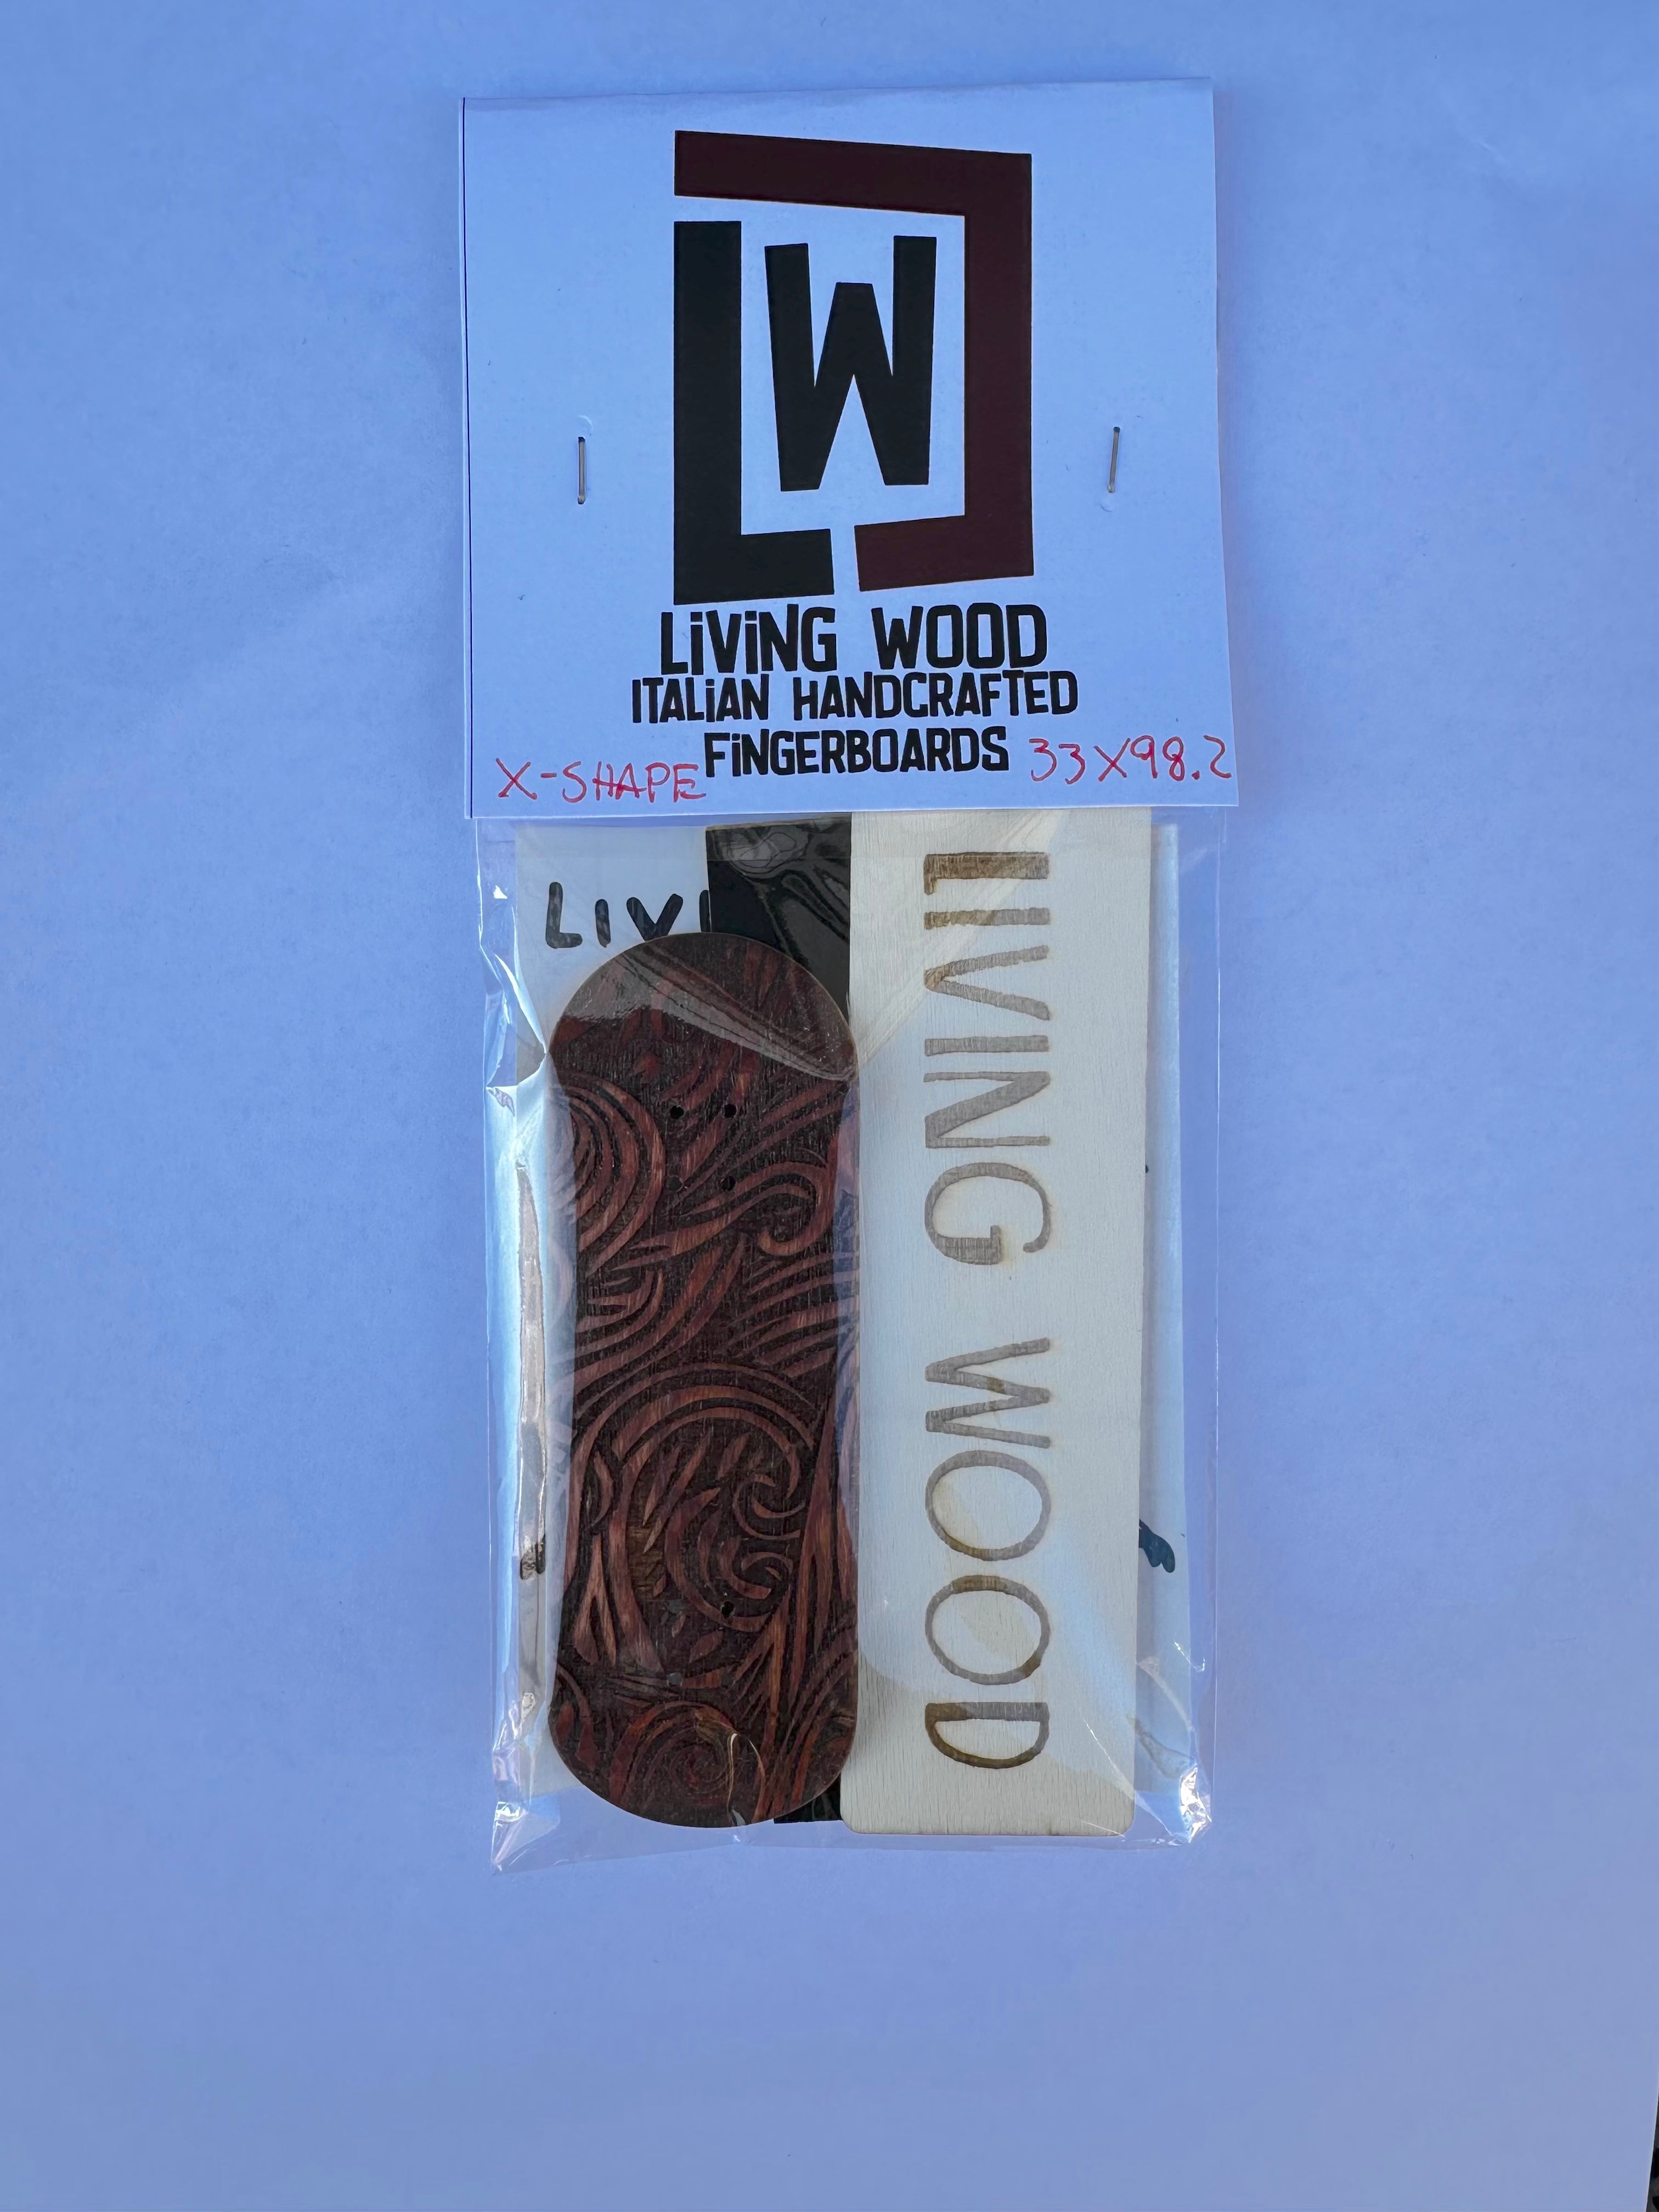 LW
LiViNG WOOD
ITALiAN HANDCRAFTED
FiNGERBOARDS
X-SHAPE
33X98.2
LIVI
LIVING WOOD